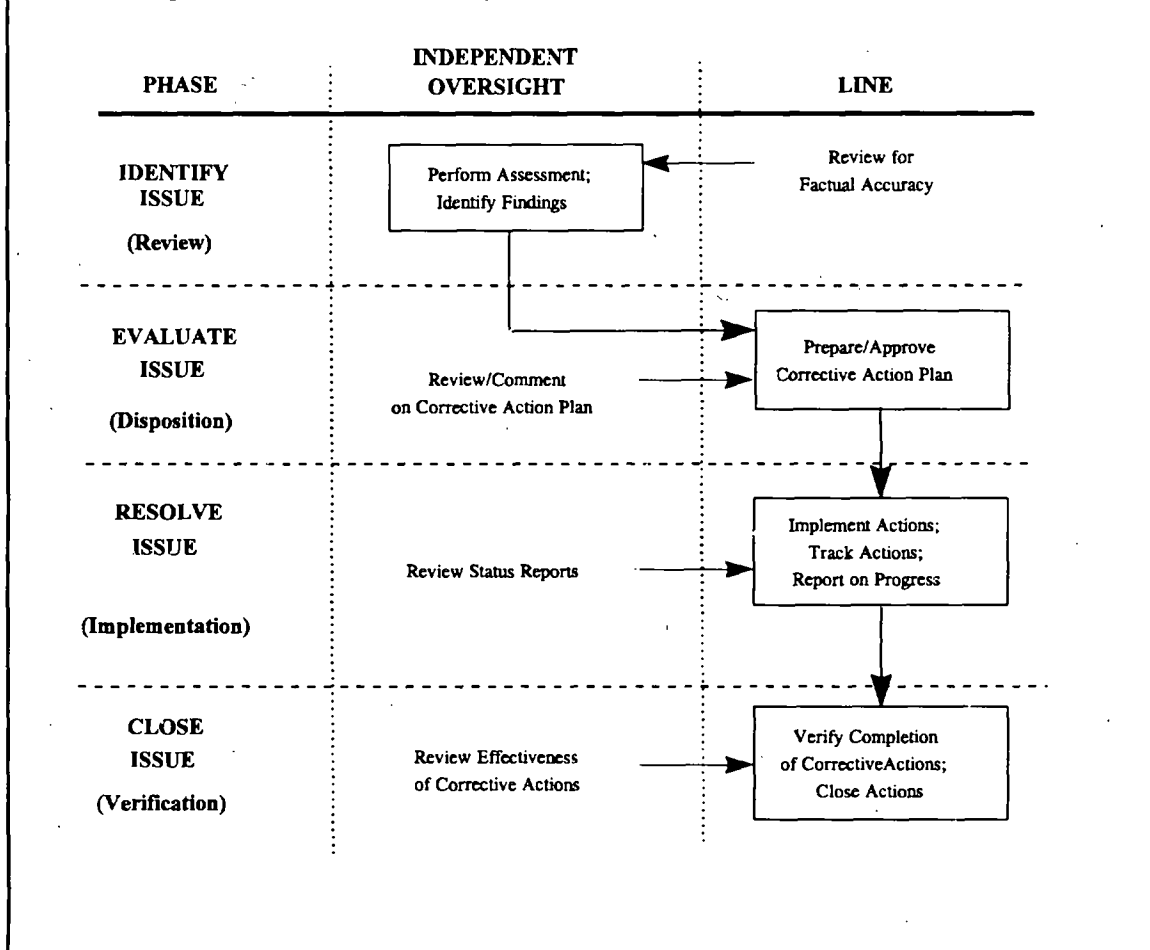 PHASE
INDEPENDENT
OVERSIGHT
LINE
IDENTIFY
ISSUE
(Review)
Perform Assessment;
Identify Findings
Review for
Factual Accuracy
EVALUATE
ISSUE
(Disposition)
Review/Comment
on Corrective Action Plan
Prepare/Approve
Corrective Action Plan
RESOLVE
ISSUE
(Implementation)
Review Status Reports
Implement Actions;
Track Actions;
Report on Progress
CLOSE
ISSUE
(Verification)
Review Effectiveness
of Corrective Actions
Verify Completion
of CorrectiveActions;
Close Actions